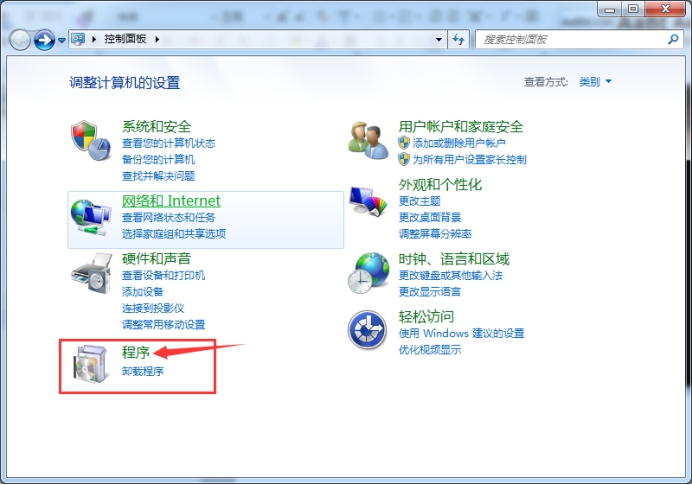 控制面板
搜索控制面板
调整计算机的设置
查看方式: 类别
系统和安全
查看您的计算机状态
备份您的计算机
查找并解决问题
网络和 Internet
查看网络状态和任务
选择家庭组和共享选项
硬件和声音
查看设备和打印机
添加设备
连接到投影仪
调整常用移动设置
程序
卸载程序
用户帐户和家庭安全
添加或删除用户帐户
为所有用户设置家长控制
外观和个性化
更改主题
更改桌面背景
调整屏幕分辨率
时钟、语言和区域
更改键盘或其他输入法
更改显示语言
轻松访问
使用 Windows 建议的设置
优化视频显示